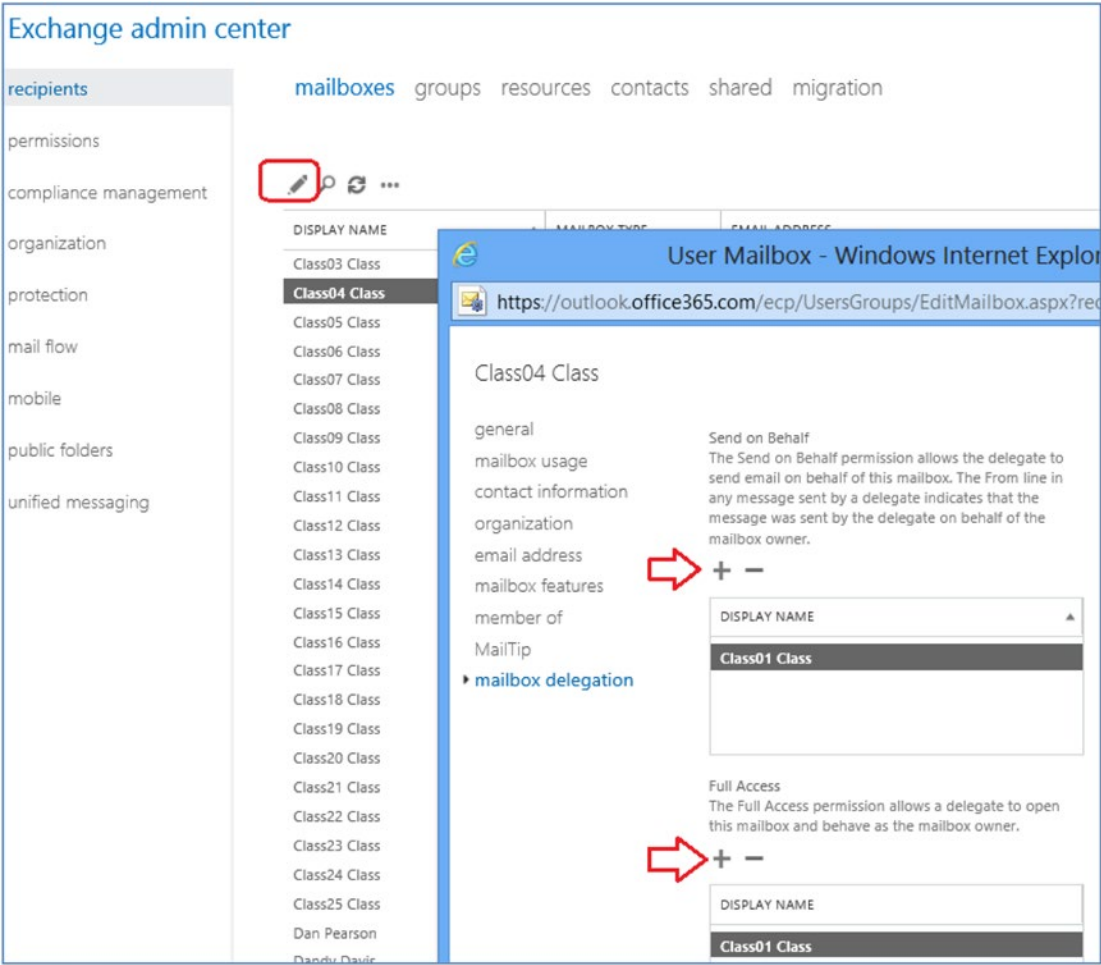 Exchange admin center
recipients
permissions
compliance management
organization
protection
mail flow
mobile
public folders
unified messaging
mailboxes groups resources contacts shared migration
DISPLAY NAME MAILBOX TYPE EMAIL ADDRESS
Class03 Class
Class04 Class
Class05 Class
Class06 Class
Class07 Class
Class08 Class
Class09 Class
Class10 Class
Class11 Class
Class12 Class
Class13 Class
Class14 Class
Class15 Class
Class16 Class
Class17 Class
Class18 Class
Class19 Class
Class20 Class
Class21 Class
Class22 Class
Class23 Class
Class24 Class
Class25 Class
Dan Pearson
Dandy Davis
User Mailbox - Windows Internet Explor
https://outlook.office365.com/ecp/UsersGroups/EditMailbox.aspx?rec
Class04 Class
general
mailbox usage
contact information
organization
email address
mailbox features
member of
MailTip
mailbox delegation
Send on Behalf
The Send on Behalf permission allows the delegate to
send email on behalf of this mailbox. The From line in
any message sent by a delegate indicates that the
message was sent by the delegate on behalf of the
mailbox owner.
DISPLAY NAME
Class01 Class
Full Access
The Full Access permission allows a delegate to open
this mailbox and behave as the mailbox owner.
DISPLAY NAME
Class01 Class